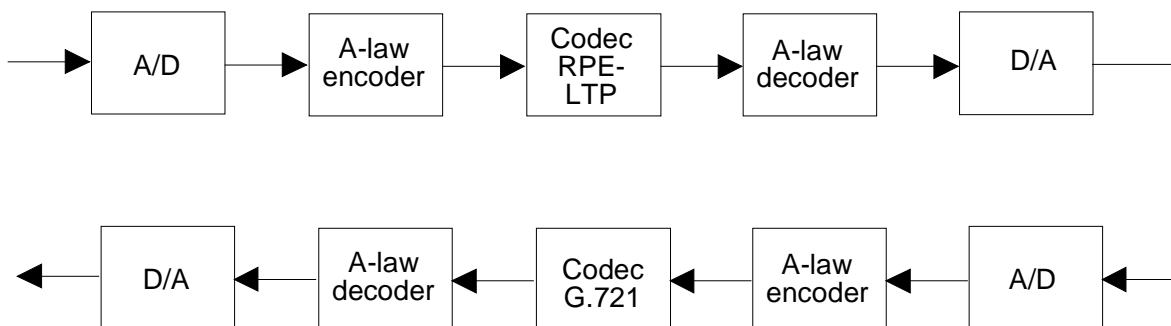 A/D
A-law
encoder
Codec
RPE-
LTP
A-law
decoder
D/A
D/A
A-law
decoder
Codec
G.721
A-law
encoder
A/D